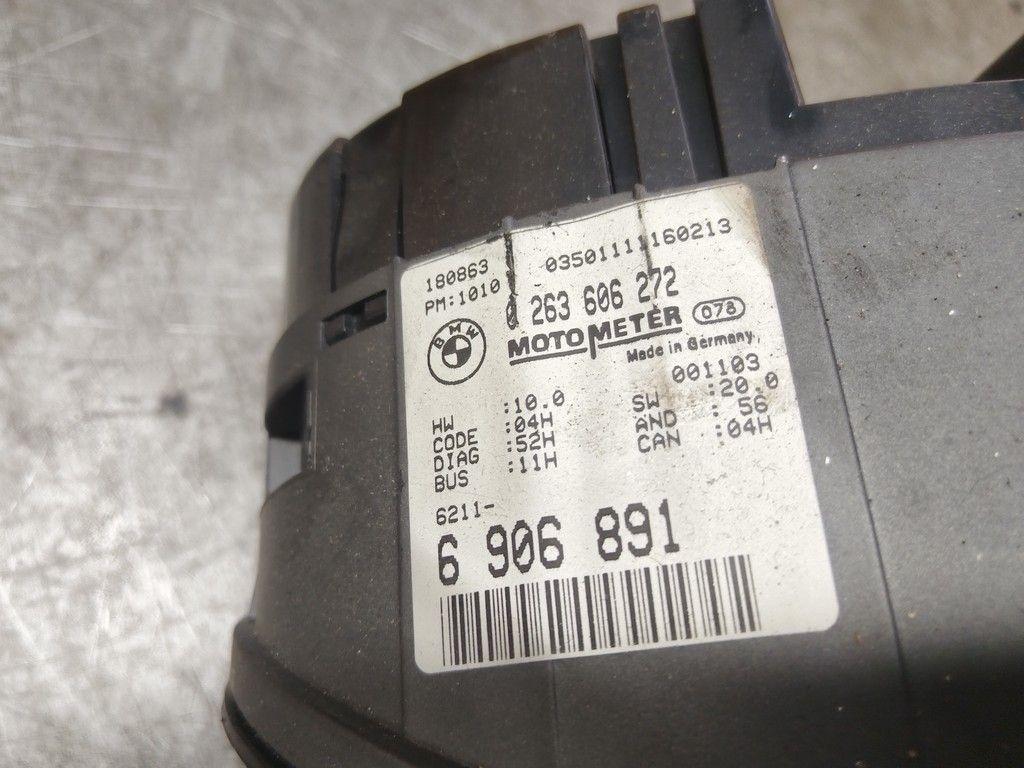 180863 03501111160213
PM:1010 0 263 606 272
BMW MOTOMETER 078
Made in Germany
001103
HW :10.0 SW :20.0
CODE :04H AND : 56
DIAG :52H CAN :04H
BUS :11H
6211-
6 906 891